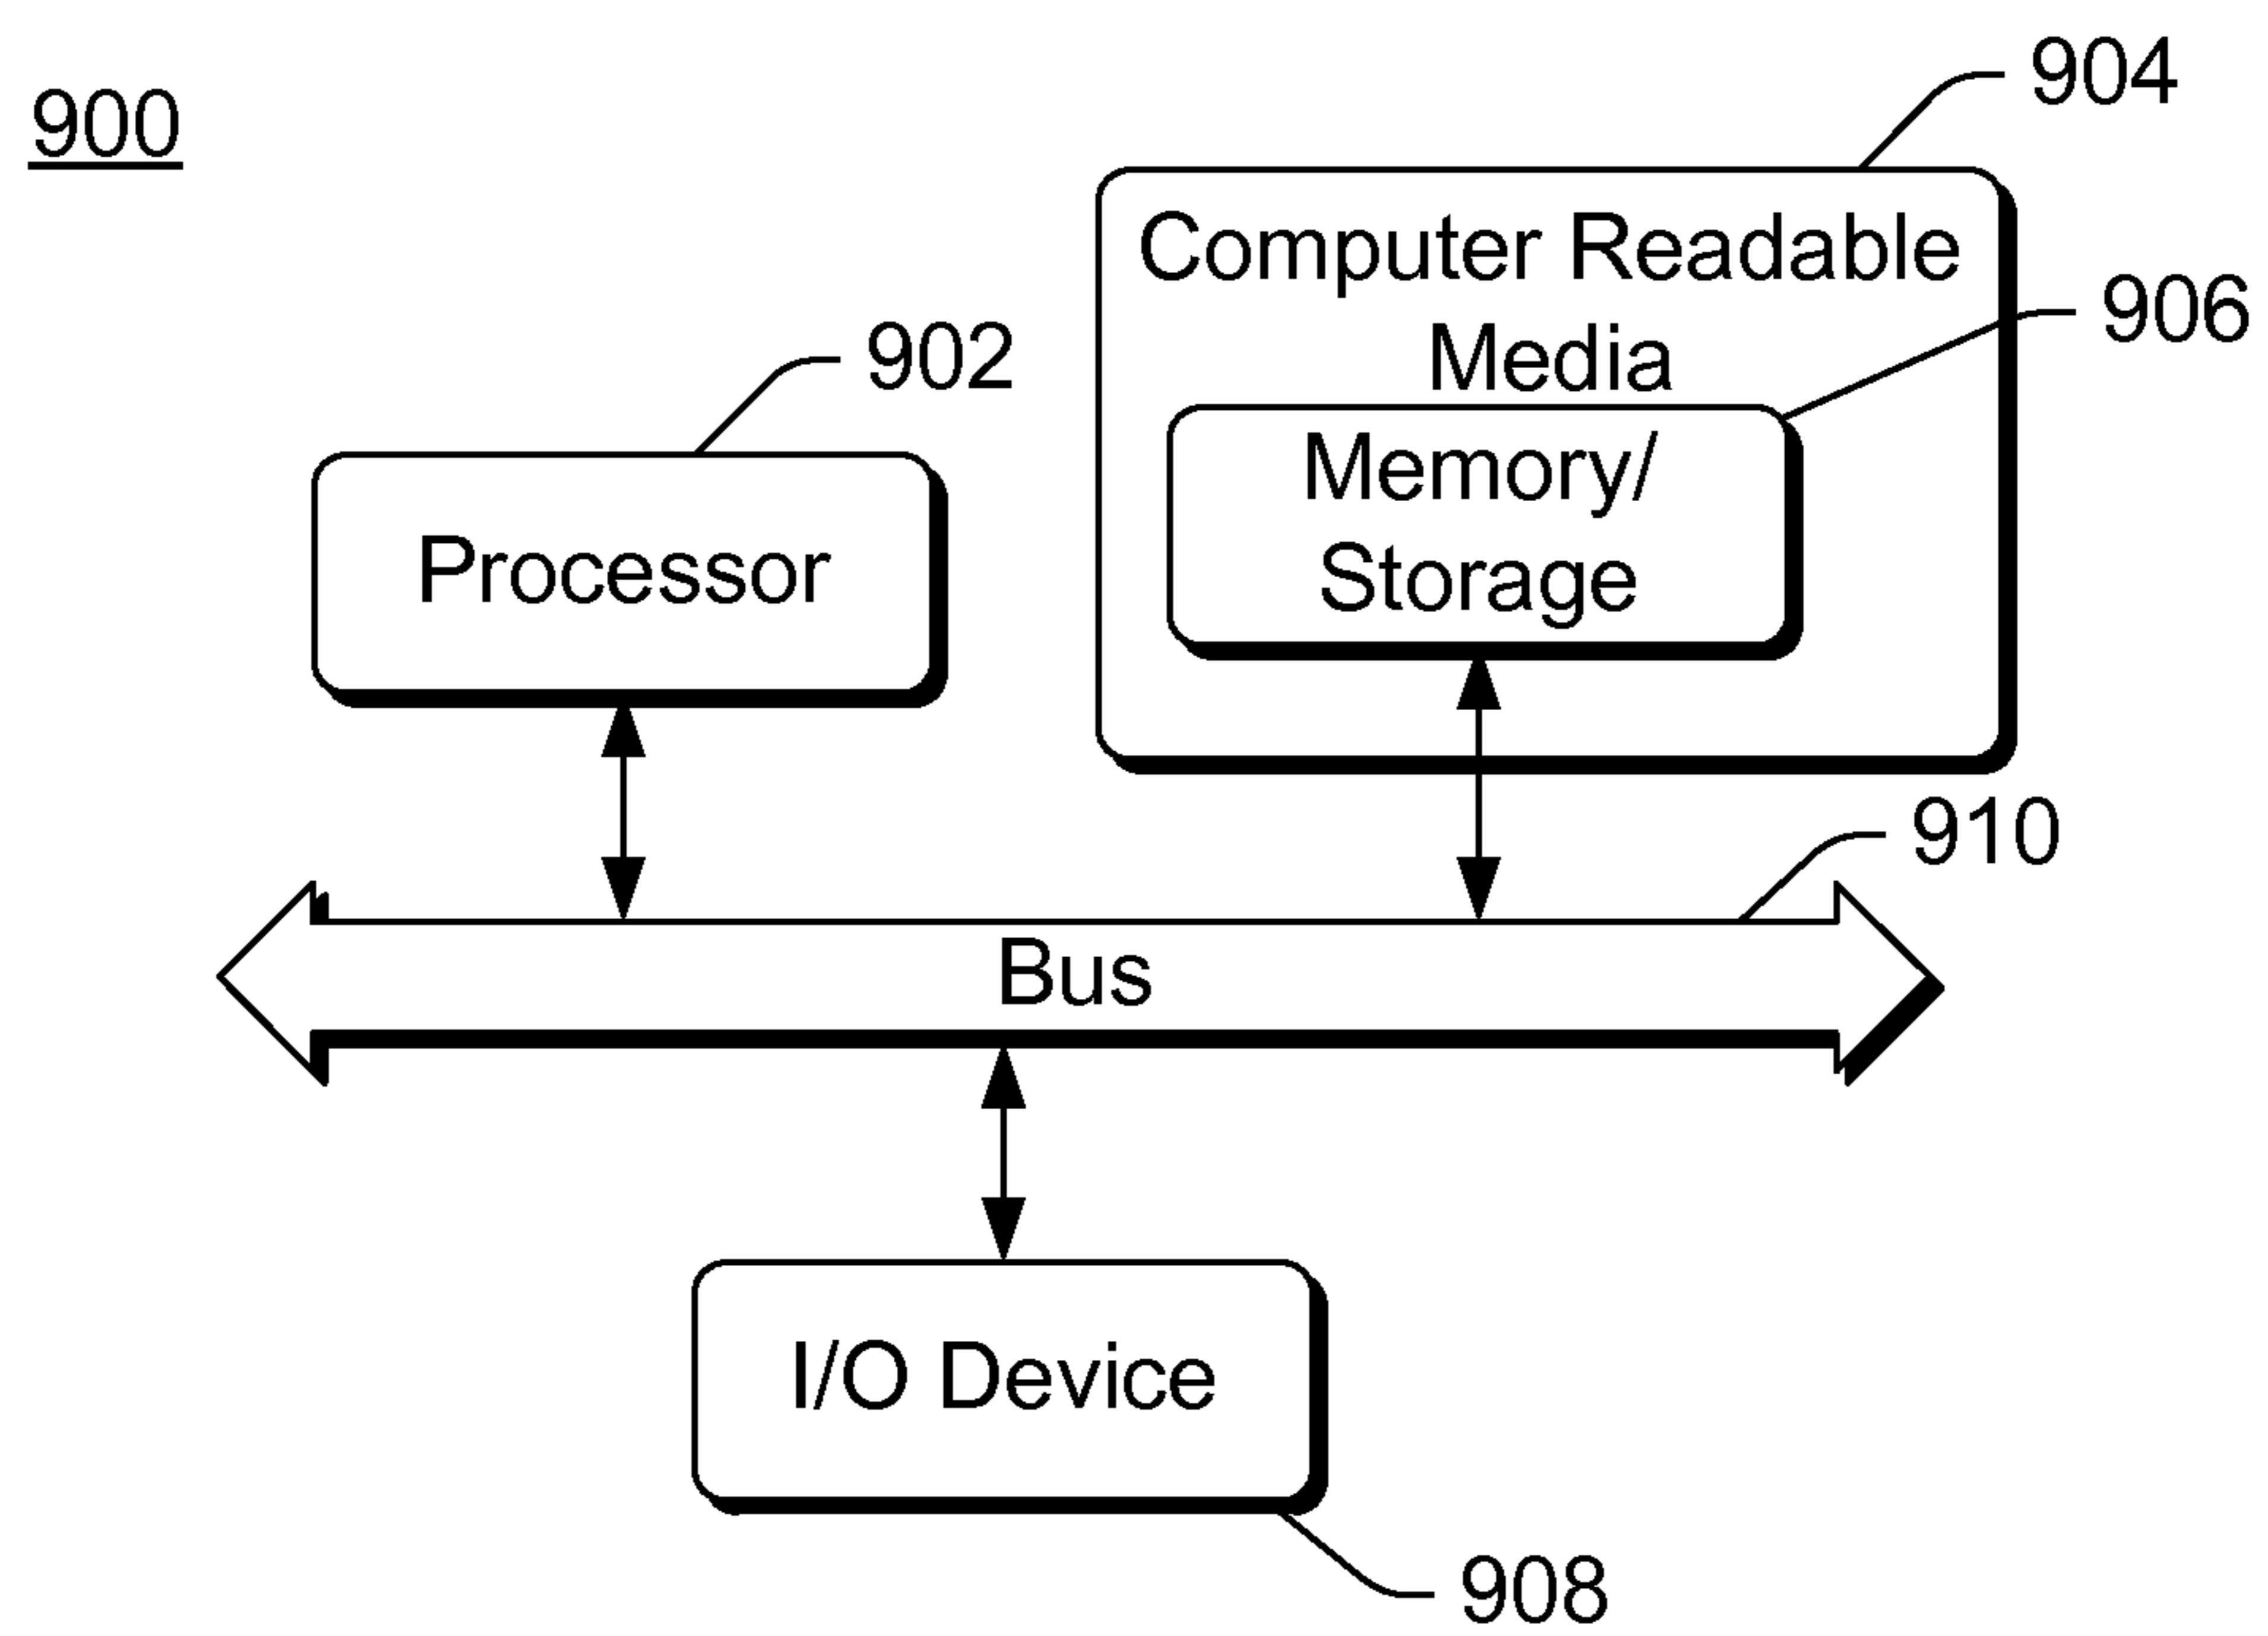 900
904
Computer Readable
Media
906
Memory/
Storage
902
Processor
910
Bus
I/O Device
908